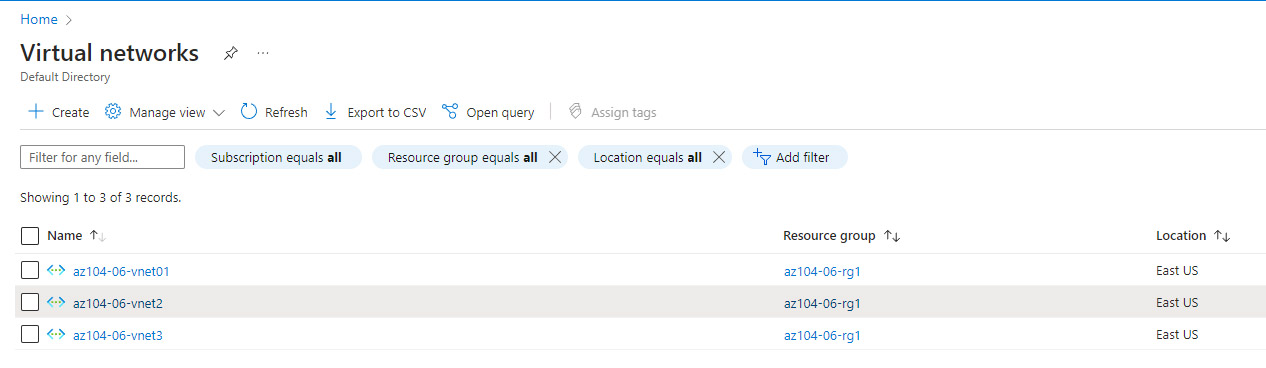 Home
Virtual networks
Default Directory
Create Manage view Refresh Export to CSV Open query Assign tags
Filter for any field... Subscription equals all Resource group equals all Location equals all Add filter
Showing 1 to 3 of 3 records.
Name Resource group Location
az104-06-vnet01 az104-06-rg1 East US
az104-06-vnet2 az104-06-rg1 East US
az104-06-vnet3 az104-06-rg1 East US